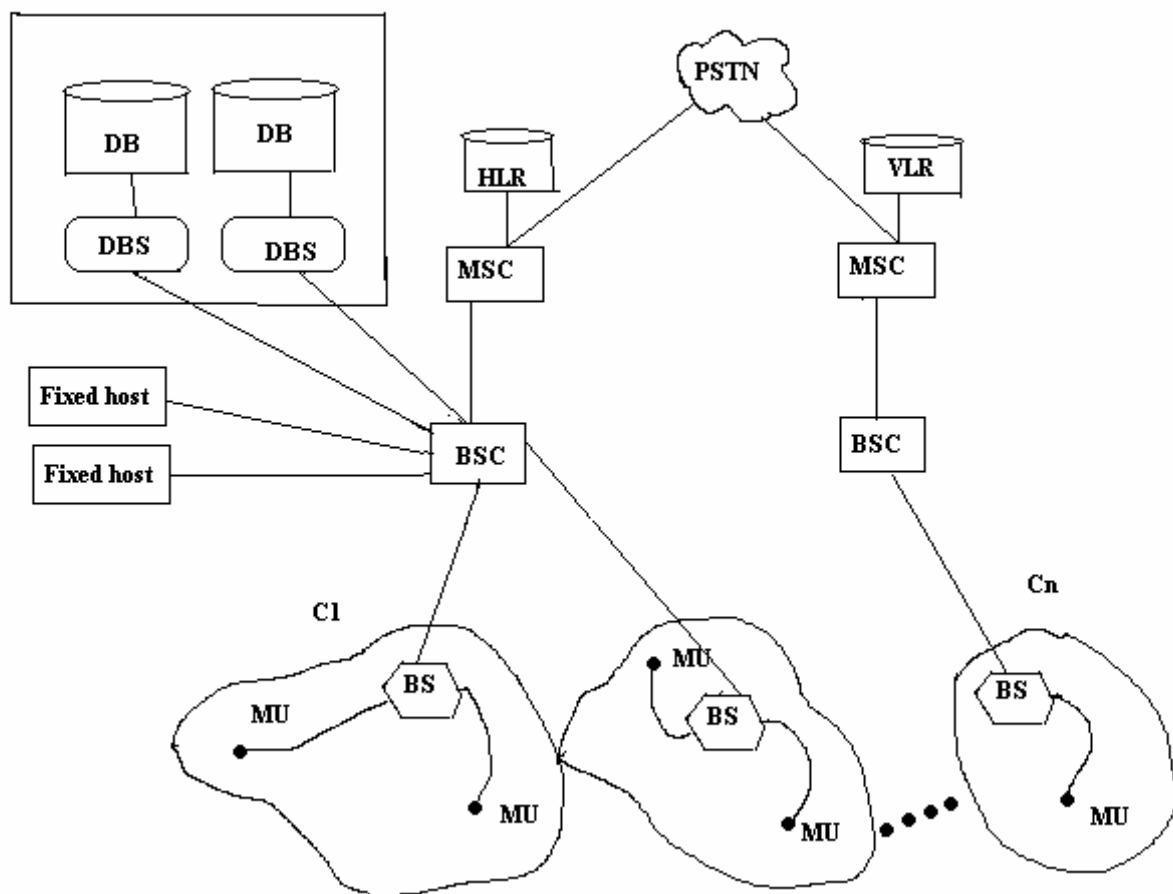 PSTN
DB
DB
HLR
VLR
DBS
DBS
MSC
MSC
Fixed host
BSC
BSC
Fixed host
C1
Cn
MU
BS
BS
MU
BS
MU
MU
MU